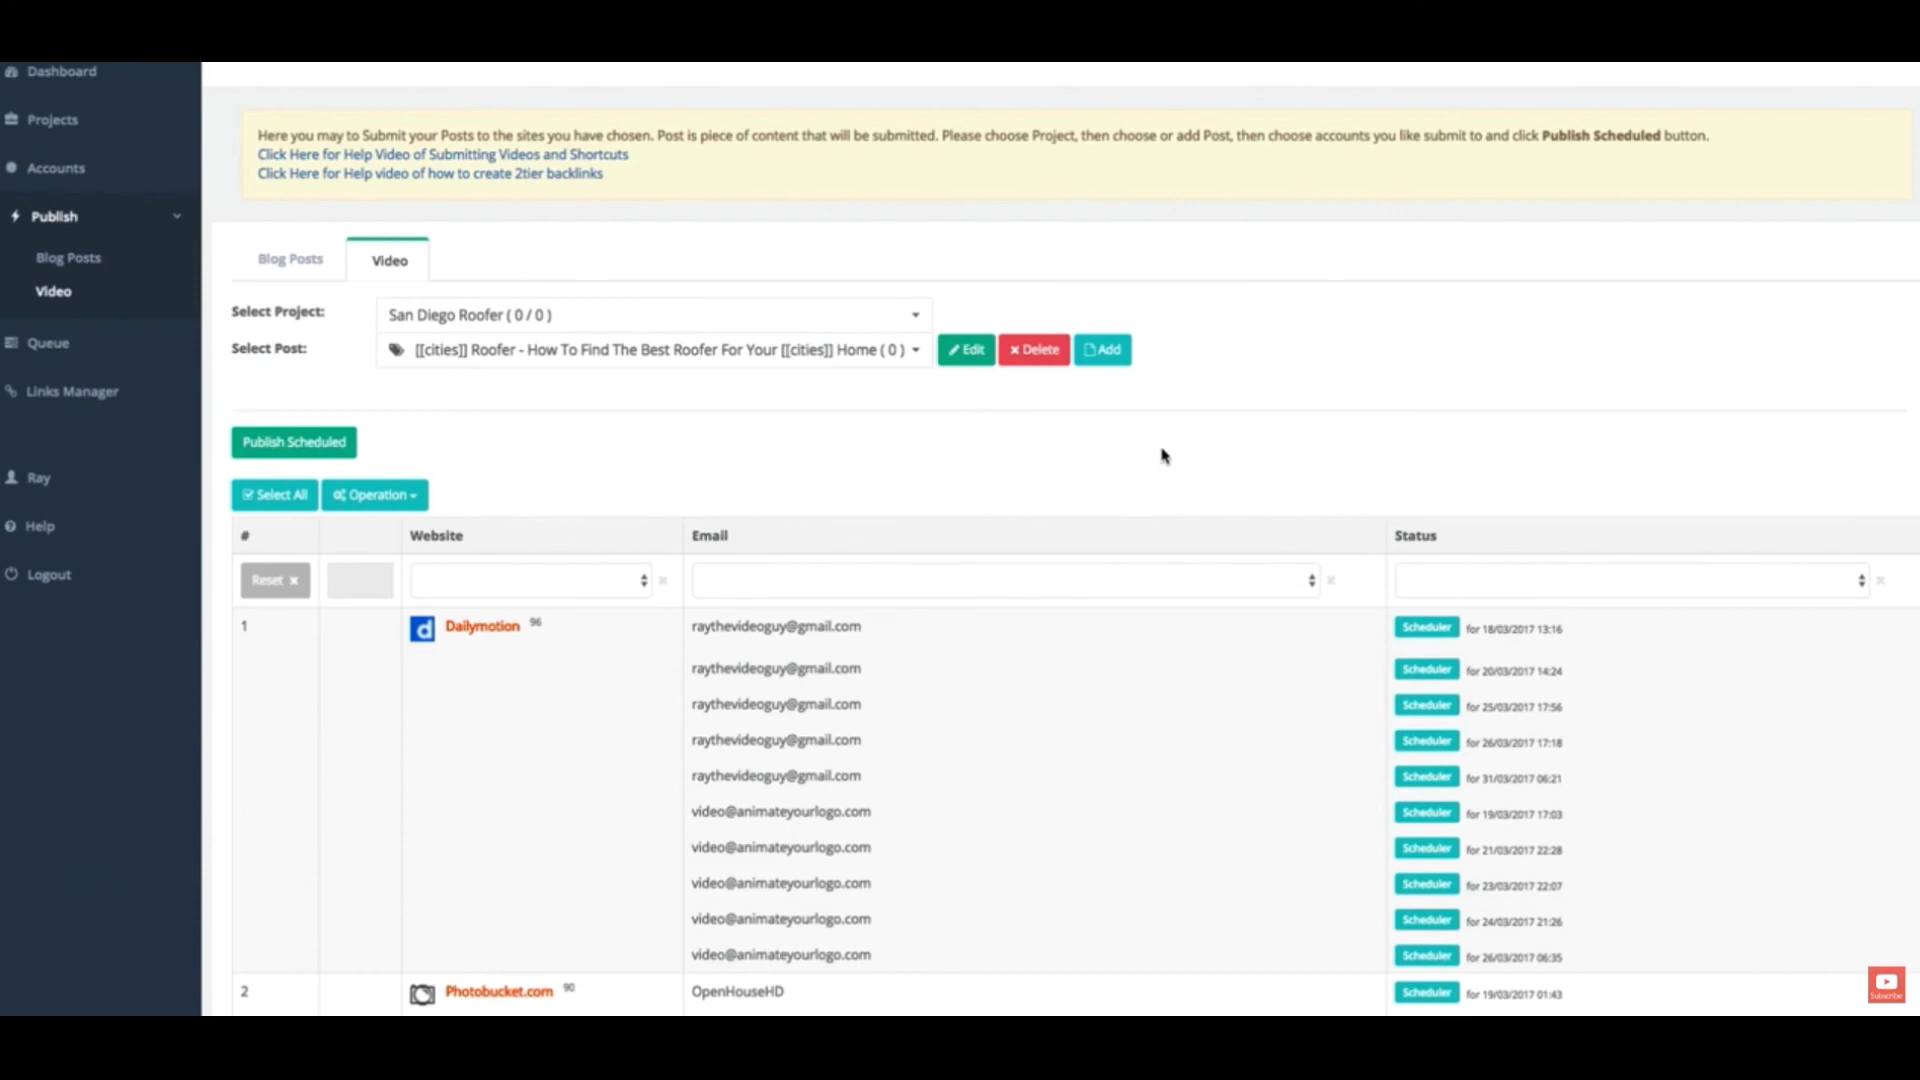 Dashboard
Projects
Accounts
Publish
Blog Posts
Video
Queue
Links Manager
Ray
Help
Logout
Here you may to Submit your Posts to the sites you have chosen. Post is piece of content that will be submitted. Please choose Project, then choose or add Post, then choose accounts you like submit to and click Publish Scheduled button.
Click Here for Help Video of Submitting Videos and Shortcuts
Click Here for Help video of how to create 2tier backlinks
Blog Posts Video
Select Project: San Diego Roofer ( 0 / 0 )
Select Post: [[cities]] Roofer - How To Find The Best Roofer For Your [[cities]] Home ( 0 ) Edit Delete Add
Publish Scheduled
Select All Operation
# Website Email Status
Reset ×
1 Dailymotion 96 raythevideoguy@gmail.com Scheduler for 18/03/2017 13:16
raythevideoguy@gmail.com Scheduler for 20/03/2017 14:24
raythevideoguy@gmail.com Scheduler for 25/03/2017 17:56
raythevideoguy@gmail.com Scheduler for 26/03/2017 17:18
raythevideoguy@gmail.com Scheduler for 31/03/2017 06:21
video@animateyourlogo.com Scheduler for 19/03/2017 17:03
video@animateyourlogo.com Scheduler for 21/03/2017 22:28
video@animateyourlogo.com Scheduler for 23/03/2017 22:07
video@animateyourlogo.com Scheduler for 24/03/2017 21:26
video@animateyourlogo.com Scheduler for 26/03/2017 06:35
2 Photobucket.com 90 OpenHouseHD Scheduler for 19/03/2017 01:43
Subscribe